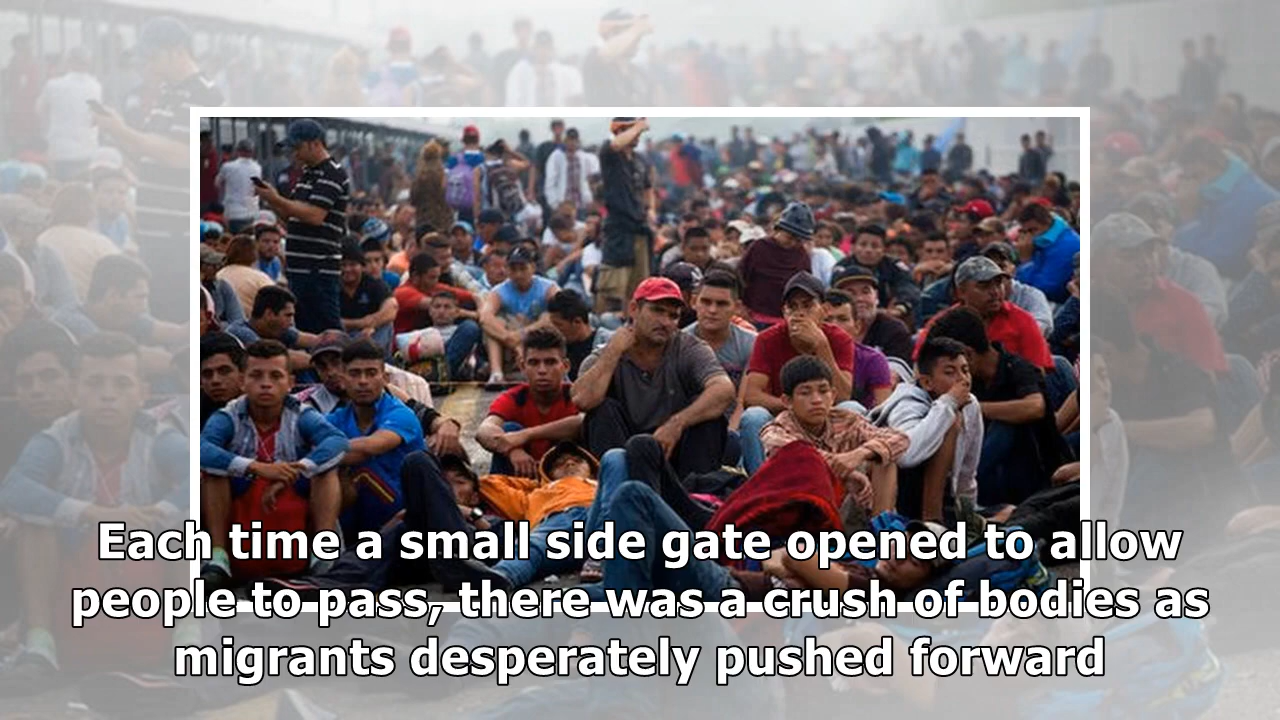 Each time a small side gate opened to allow
people to pass, there was a crush of bodies as
migrants desperately pushed forward